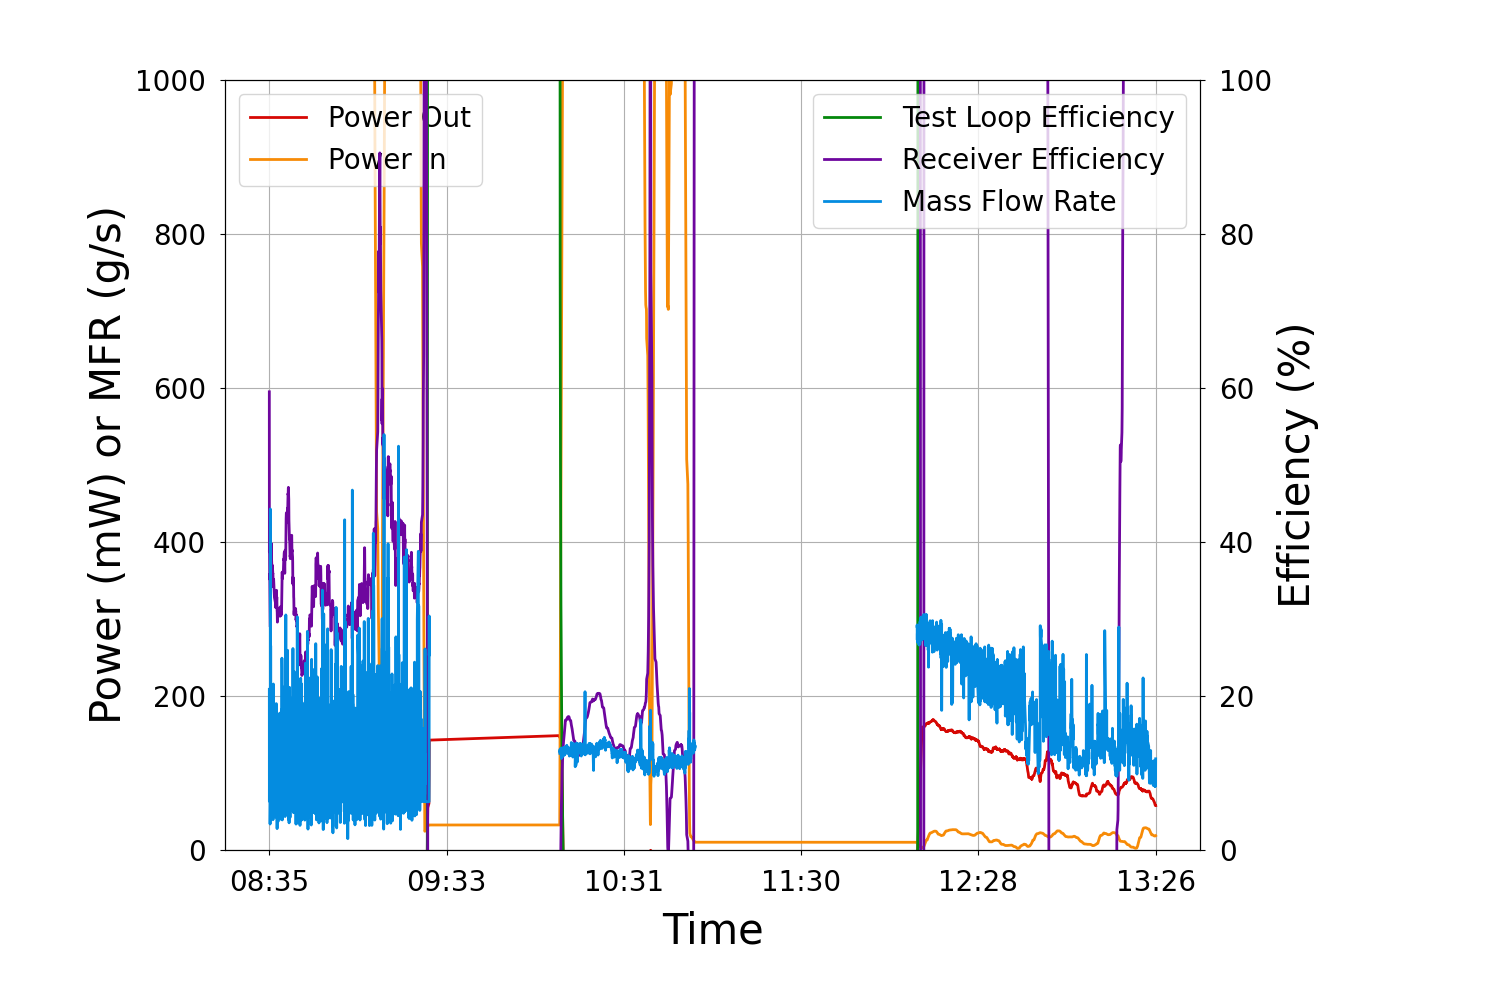 1000
800
600
400
200
0
Power (mW) or MFR (g/s)
Power Out
Power In
Test Loop Efficiency
Receiver Efficiency
Mass Flow Rate
100
80
60
40
20
0
Efficiency (%)
08:35 09:33 10:31 11:30 12:28 13:26
Time